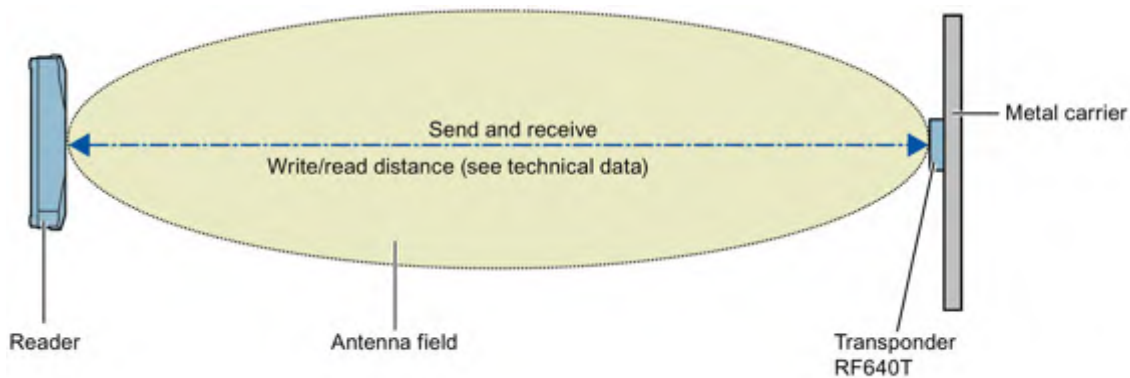 Send and receive
Write/read distance (see technical data)
Metal carrier
Reader
Antenna field
Transponder
RF640T